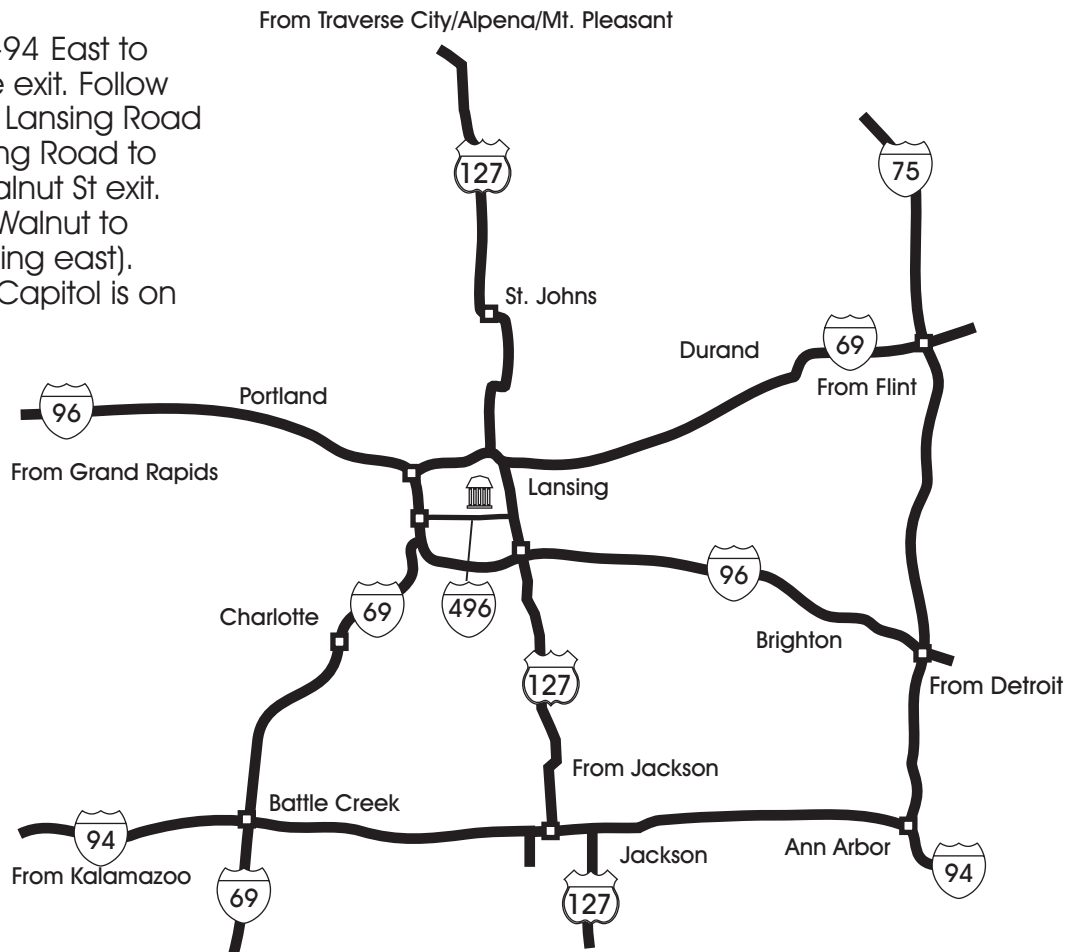 From Traverse City/Alpena/Mt. Pleasant
94 East to
exit. Follow
Lansing Road
Road to
St exit.
Walnut to
east).
Capitol is on
127
75
St. Johns
Durand
69
From Flint
Portland
96
From Grand Rapids
Lansing
69
496
96
Charlotte
Brighton
127
From Detroit
From Jackson
Battle Creek
94
From Kalamazoo
Jackson
Ann Arbor
94
69
127